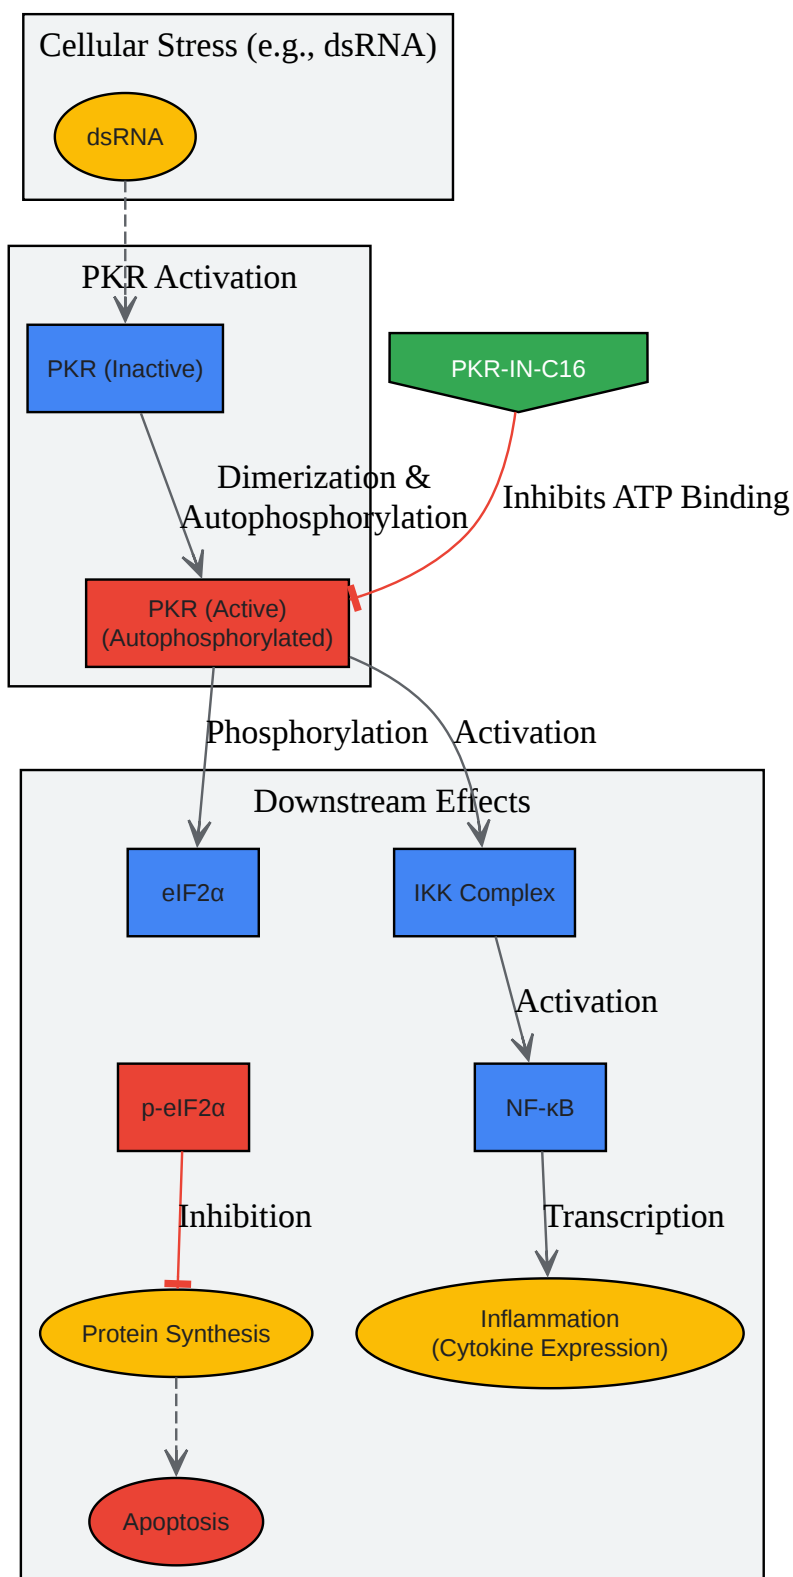 Cellular Stress (e.g., dsRNA)
dsRNA
PKR Activation
PKR (Inactive)
PKR-IN-C16
Dimerization &
Autophosphorylation
Inhibits ATP Binding
PKR (Active)
(Autophosphorylated)
Phosphorylation
Activation
Downstream Effects
eIF2α
IKK Complex
Activation
p-eIF2α
NF-κB
Inhibition
Transcription
Protein Synthesis
Inflammation
(Cytokine Expression)
Apoptosis